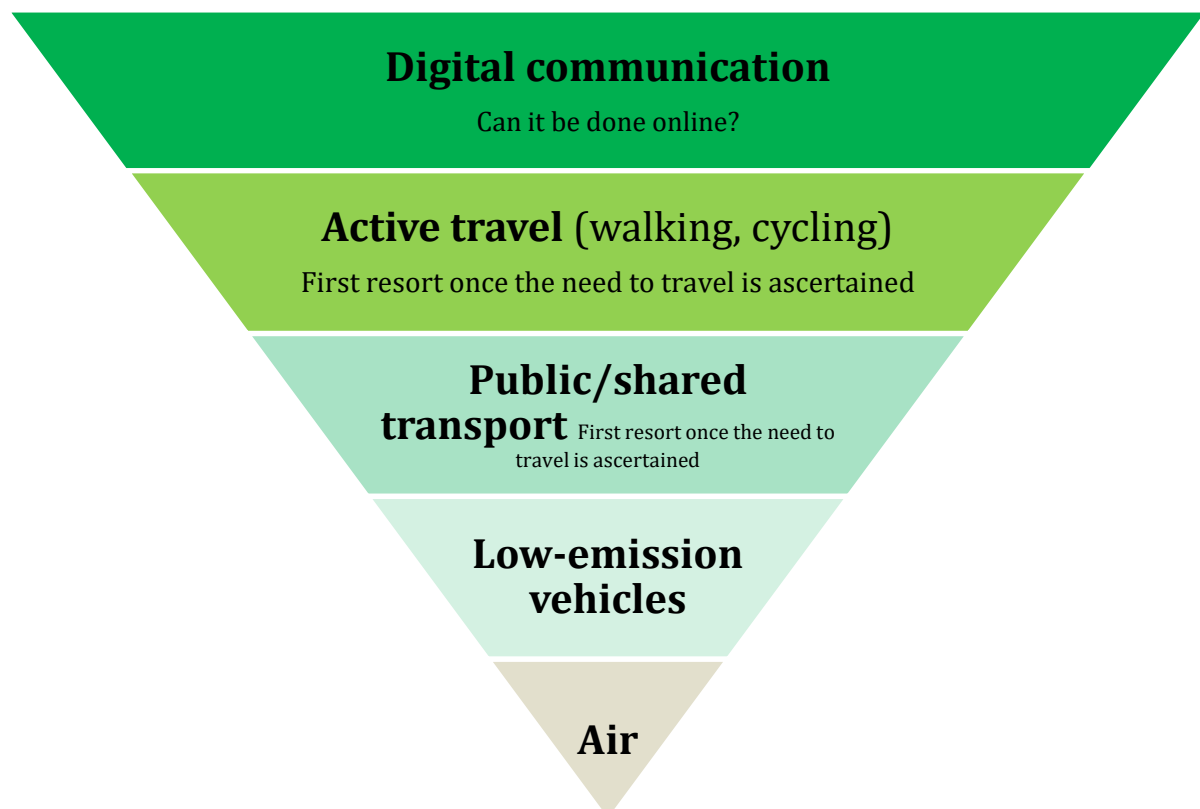 Digital communication
Can it be done online?
Active travel (walking, cycling)
First resort once the need to travel is ascertained
Public/shared
transport First resort once the need to
travel is ascertained
Low-emission
vehicles
Air